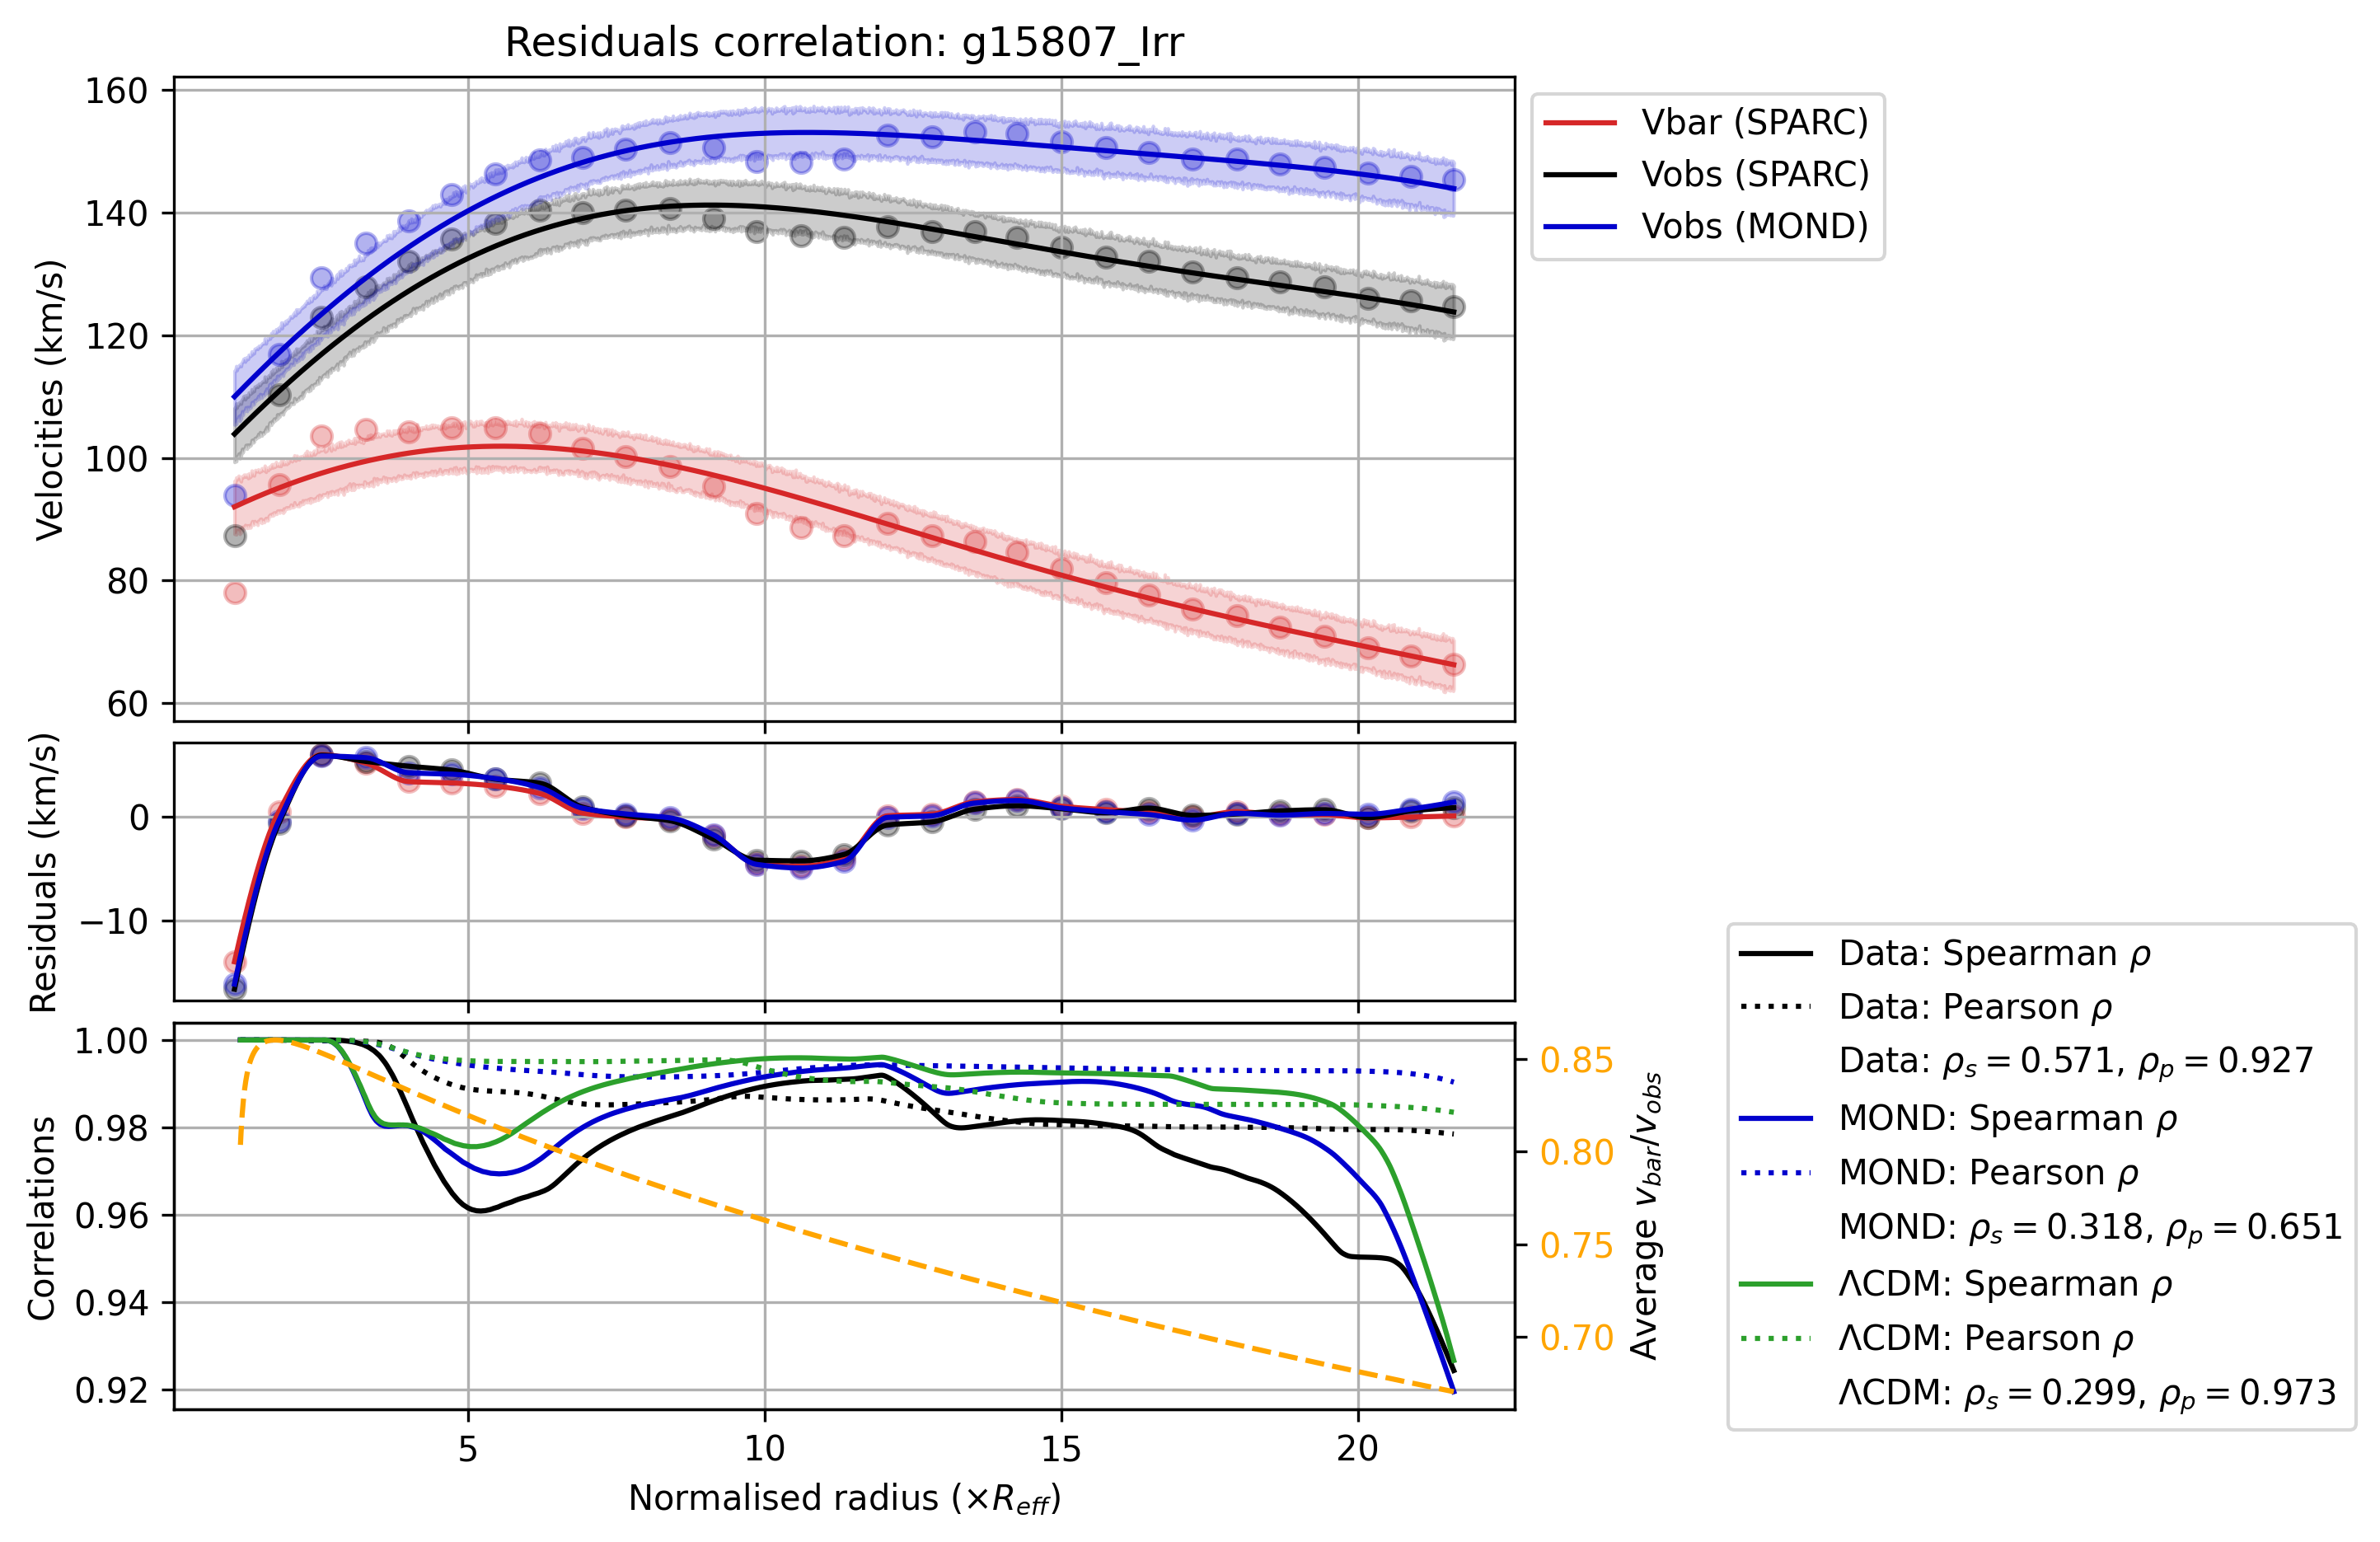 Residuals correlation: g15807_Irr
160
140
120
100
80
60
Velocities (km/s)
Vbar (SPARC)
Vobs (SPARC)
Vobs (MOND)
0
−10
Residuals (km/s)
1.00
0.98
0.96
0.94
0.92
Correlations
0.85
0.80
0.75
0.70
Average v_bar/v_obs
5 10 15 20
Normalised radius (×R_eff)
Data: Spearman ρ
Data: Pearson ρ
Data: ρ_s = 0.571, ρ_p = 0.927
MOND: Spearman ρ
MOND: Pearson ρ
MOND: ρ_s = 0.318, ρ_p = 0.651
ΛCDM: Spearman ρ
ΛCDM: Pearson ρ
ΛCDM: ρ_s = 0.299, ρ_p = 0.973